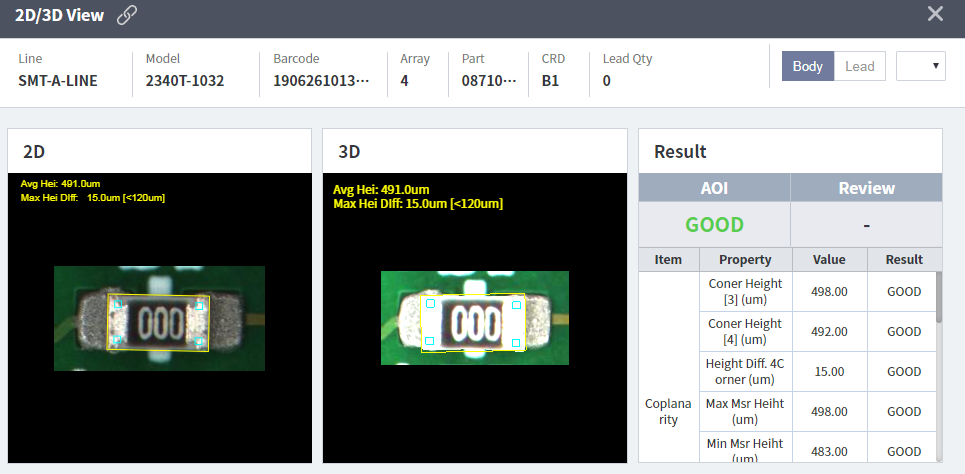 2D/3D View
Line Model Barcode Array Part CRD Lead Qty
SMT-A-LINE 2340T-1032 1906261013··· 4 08710··· B1 0
Body Lead
2D
Avg Hei: 491.0um
Max Hei Diff: 15.0um [<120um]
000
3D
Avg Hei: 491.0um
Max Hei Diff: 15.0um [<120um]
000
Result
AOI Review
GOOD -
Item Property Value Result
Coplana
rity
Coner Height
[3] (um) 498.00 GOOD
Coner Height
[4] (um) 492.00 GOOD
Height Diff. 4C
orner (um) 15.00 GOOD
Max Msr Heiht
(um) 498.00 GOOD
Min Msr Heiht
(um) 483.00 GOOD